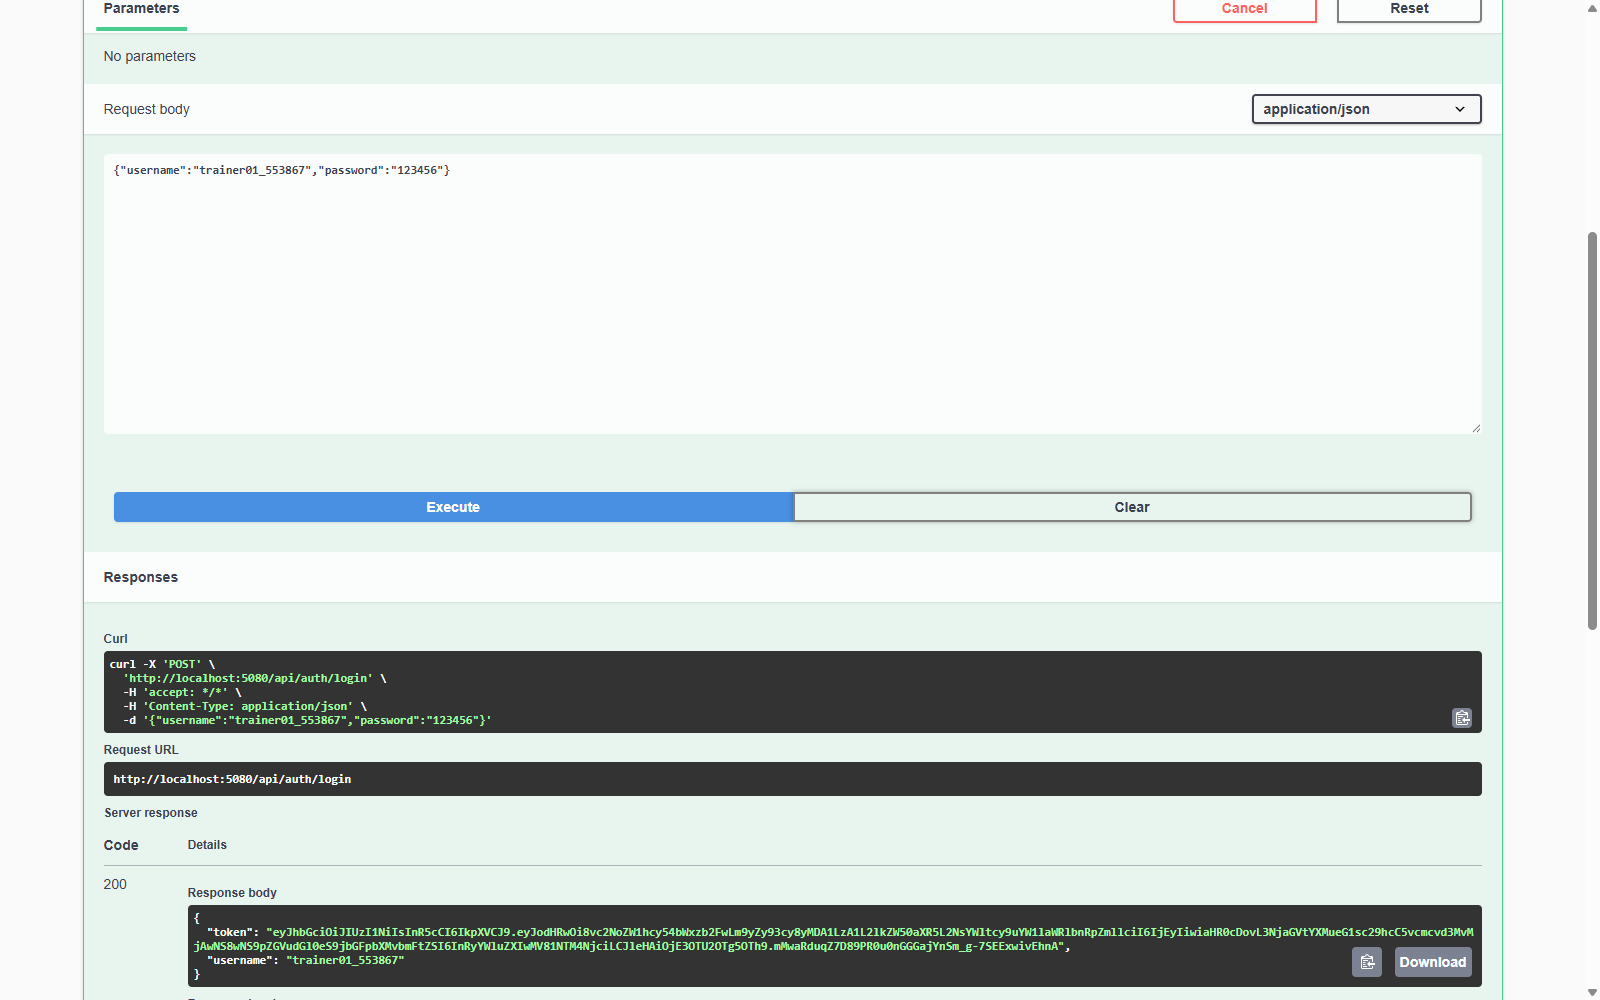 Parameters
Cancel
Reset
No parameters
Request body
application/json
{"username":"trainer01_553867","password":"123456"}
Execute
Clear
Responses
Curl
curl -X 'POST' \
'http://localhost:5080/api/auth/login' \
-H 'accept: */*' \
-H 'Content-Type: application/json' \
-d '{"username":"trainer01_553867","password":"123456"}'
Request URL
http://localhost:5080/api/auth/login
Server response
Code
Details
200
Response body
{
"token":
"username": "trainer01_553867"
}
Download